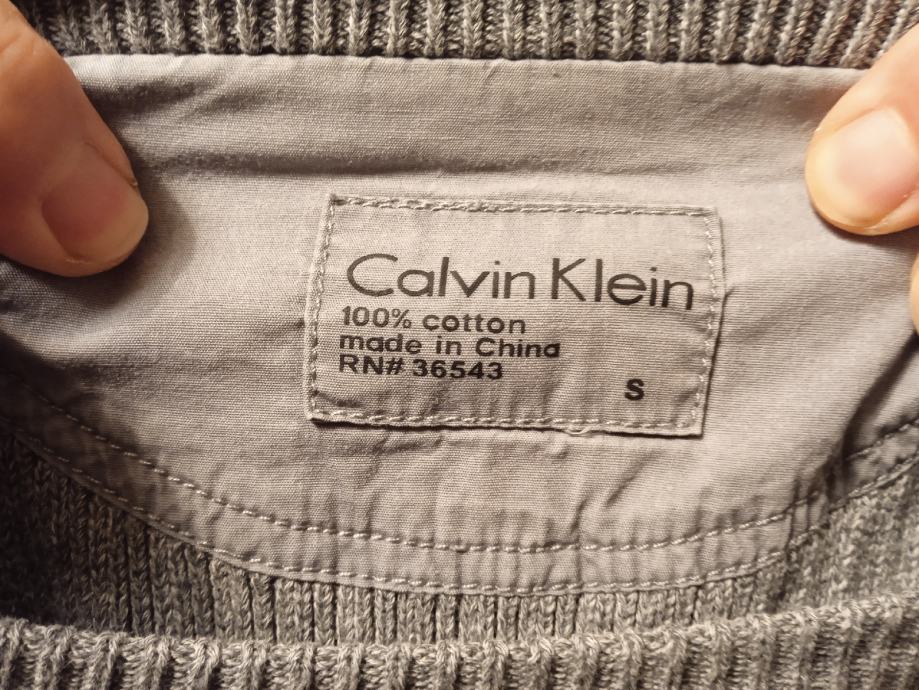 Calvin Klein
100% cotton
made in China
RN# 36543
S